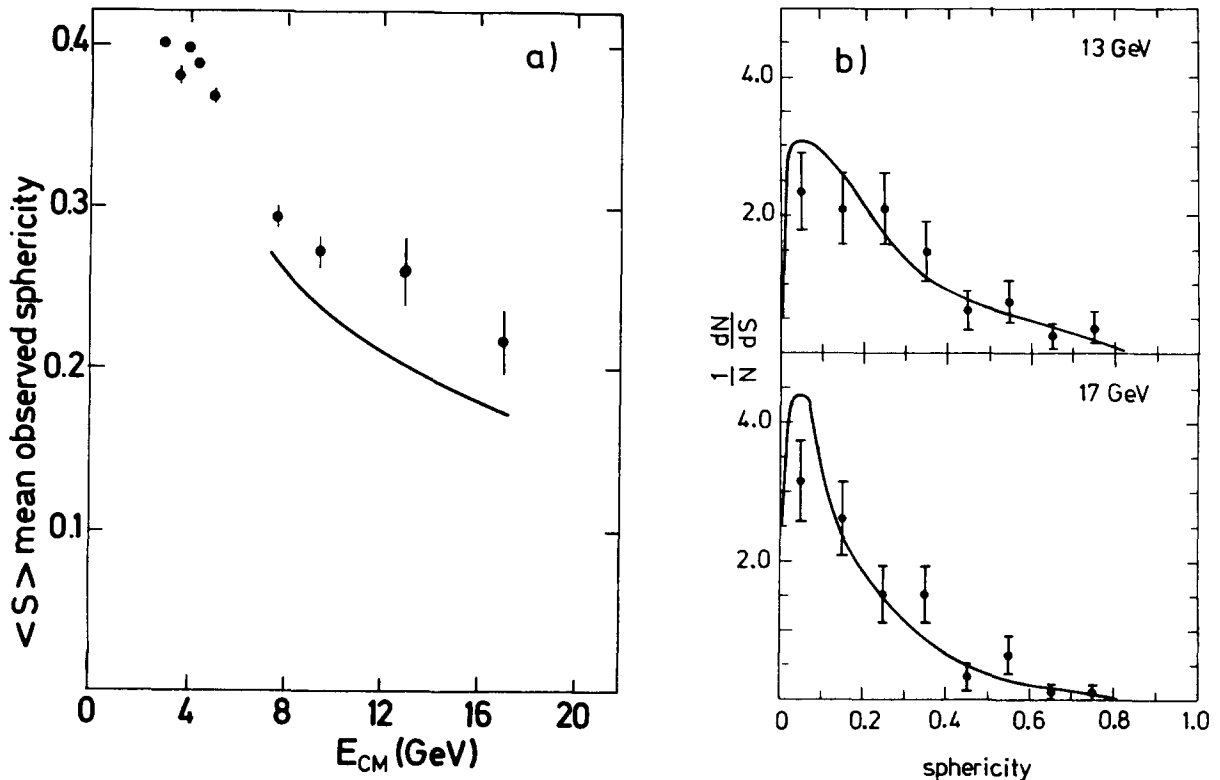 a)
0.4
0.3
0.2
0.1
0
< S > mean observed sphericity
0 4 8 12 16 20
E_CM (GeV)
b)
13 GeV
4.0
2.0
1/N dN/dS
17 GeV
4.0
2.0
0 0.2 0.4 0.6 0.8 1.0
sphericity